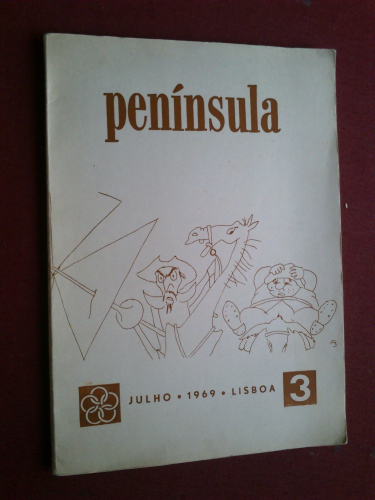 península
JULHO • 1969 • LISBOA 3